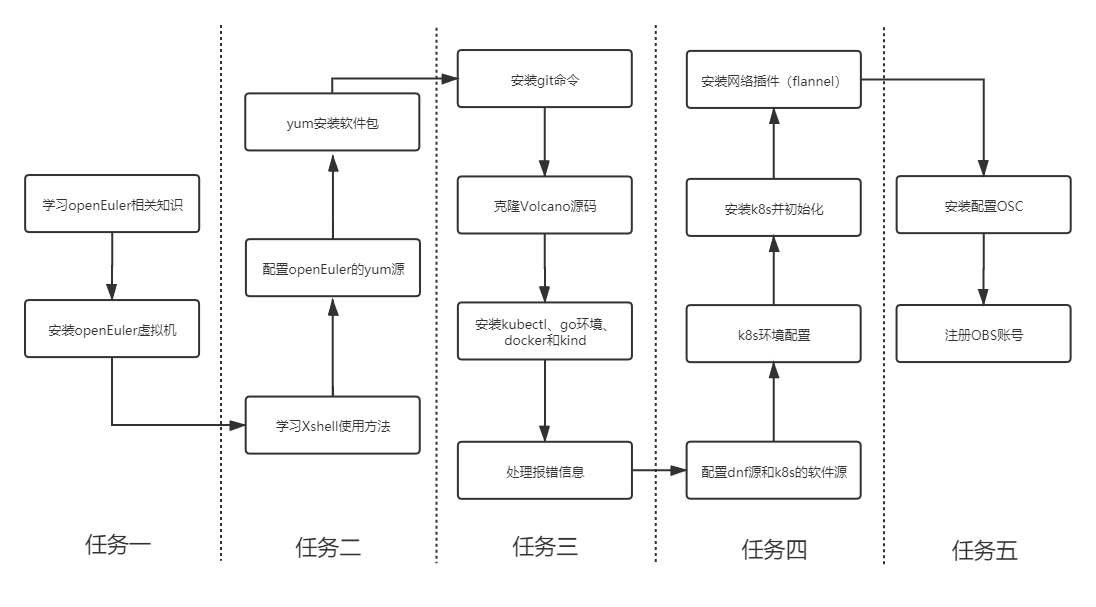 学习openEuler相关知识
安装openEuler虚拟机
任务一
yum安装软件包
配置openEuler的yum源
学习Xshell使用方法
任务二
安装git命令
克隆Volcano源码
安装kubectl、go环境、
docker和kind
处理报错信息
任务三
安装网络插件（flannel）
安装k8s并初始化
k8s环境配置
配置dnf源和k8s的软件源
任务四
安装配置OSC
注册OBS账号
任务五